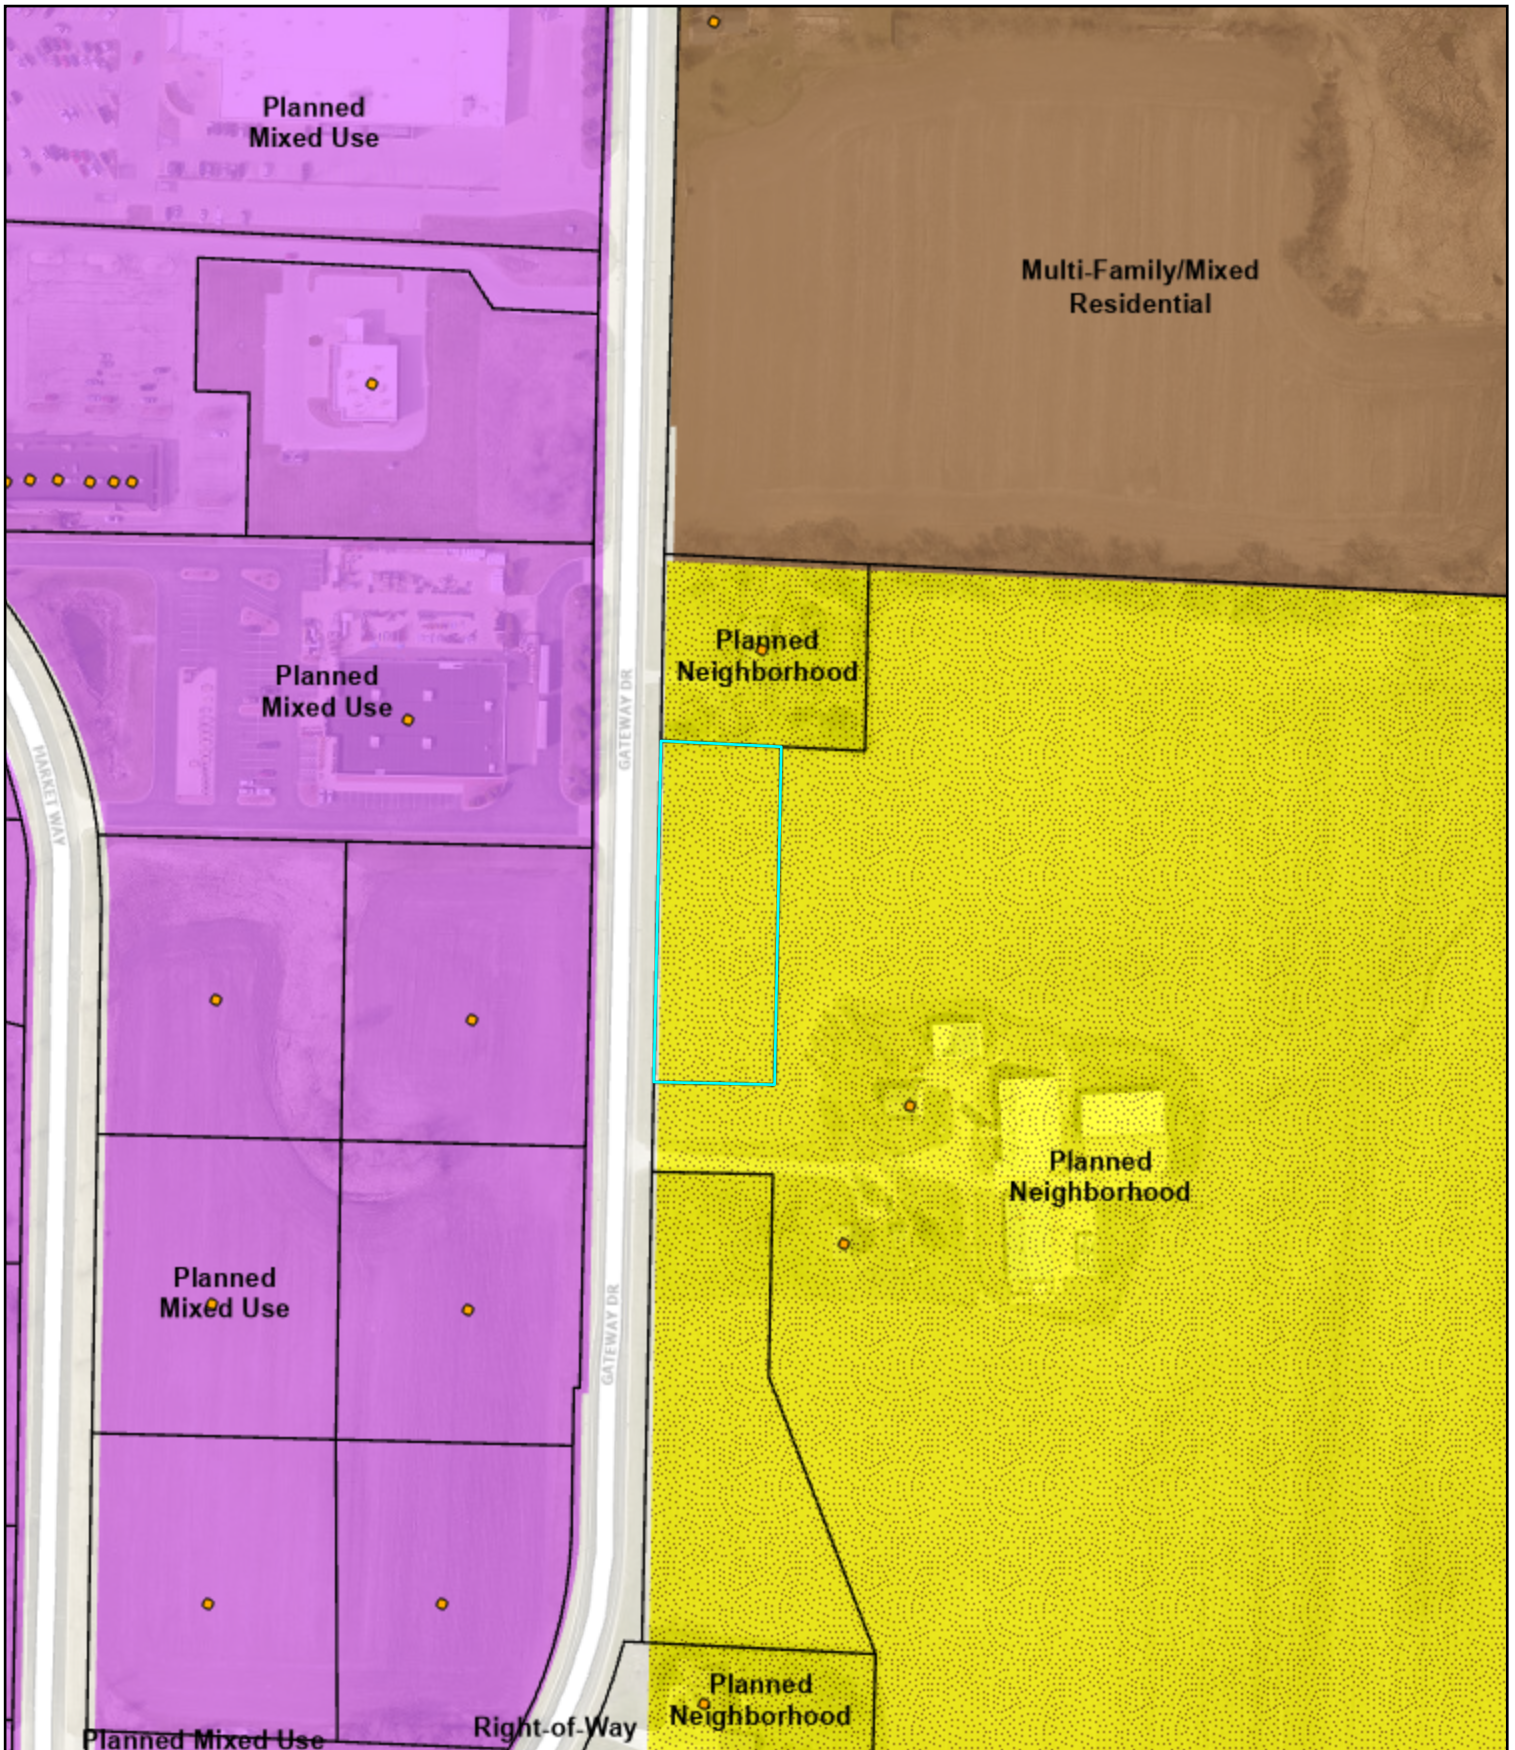 Planned
Mixed Use
Multi-Family/Mixed
Residential
Planned
Neighborhood
Planned
Mixed Use
GATEWAY DR
MARKET WAY
Planned
Neighborhood
Planned
Mixed Use
GATEWAY DR
Planned
Neighborhood
Right-of-Way
Planned Mixed Use